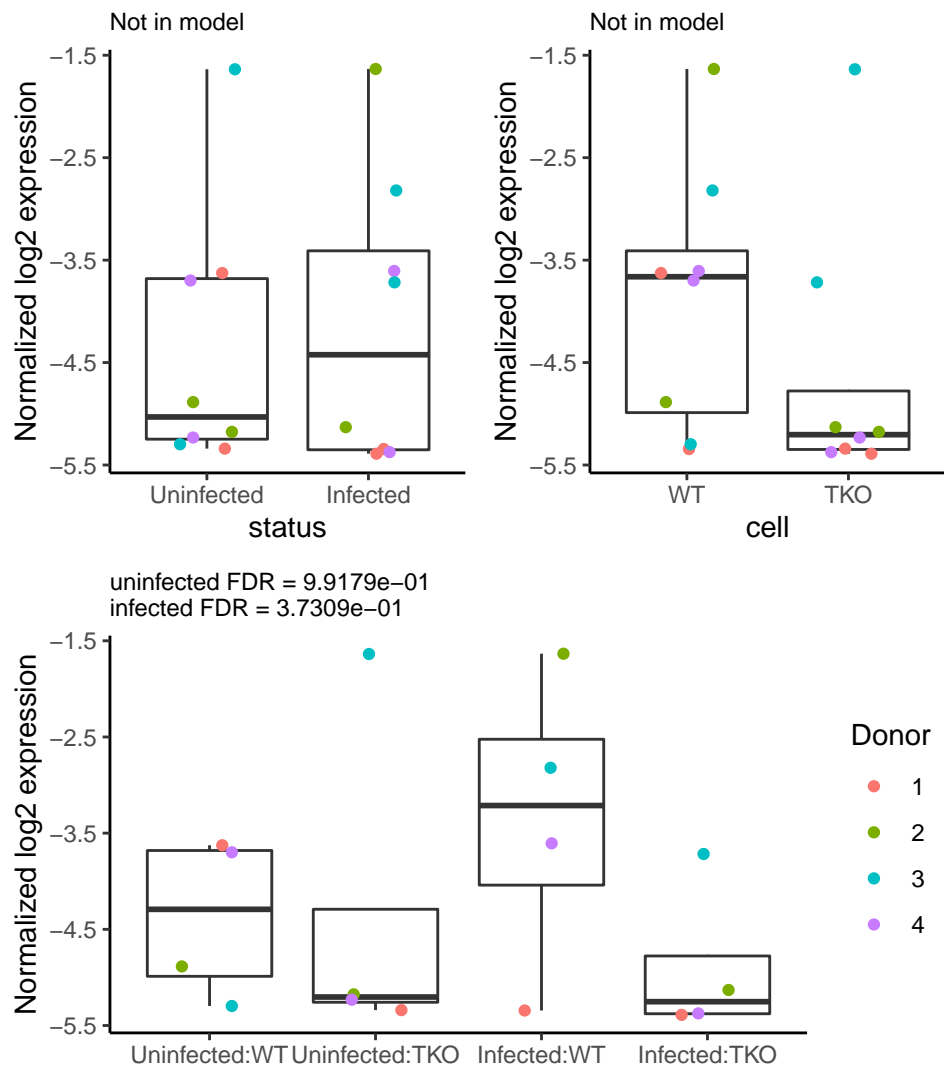 Not in model
Normalized log2 expression
−1.5
−2.5
−3.5
−4.5
−5.5
Uninfected
Infected
status
Not in model
Normalized log2 expression
−1.5
−2.5
−3.5
−4.5
−5.5
WT
TKO
cell
uninfected FDR = 9.9179e−01
infected FDR = 3.7309e−01
Normalized log2 expression
−1.5
−2.5
−3.5
−4.5
−5.5
Uninfected:WT
Uninfected:TKO
Infected:WT
Infected:TKO
Donor
1
2
3
4